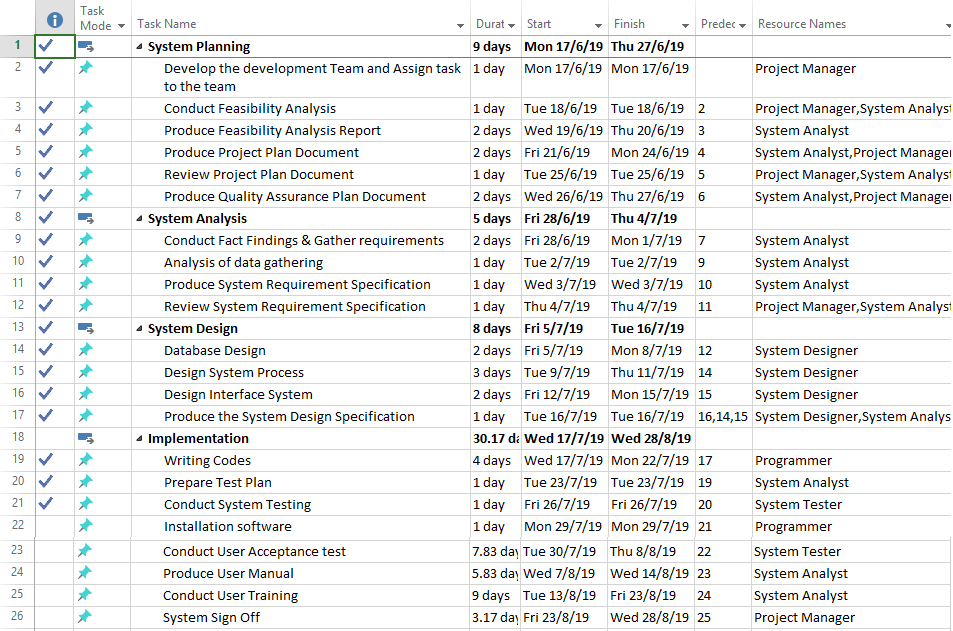 Task Mode Task Name Durat Start Finish Predec Resource Names
1 System Planning 9 days Mon 17/6/19 Thu 27/6/19
2 Develop the development Team and Assign task to the team 1 day Mon 17/6/19 Mon 17/6/19 Project Manager
3 Conduct Feasibility Analysis 1 day Tue 18/6/19 Tue 18/6/19 2 Project Manager,System Analyst
4 Produce Feasibility Analysis Report 2 days Wed 19/6/19 Thu 20/6/19 3 System Analyst
5 Produce Project Plan Document 2 days Fri 21/6/19 Mon 24/6/19 4 System Analyst,Project Manager
6 Review Project Plan Document 1 day Tue 25/6/19 Tue 25/6/19 5 Project Manager,System Analyst
7 Produce Quality Assurance Plan Document 2 days Wed 26/6/19 Thu 27/6/19 6 System Analyst,Project Manager
8 System Analysis 5 days Fri 28/6/19 Thu 4/7/19
9 Conduct Fact Findings & Gather requirements 2 days Fri 28/6/19 Mon 1/7/19 7 System Analyst
10 Analysis of data gathering 1 day Tue 2/7/19 Tue 2/7/19 9 System Analyst
11 Produce System Requirement Specification 1 day Wed 3/7/19 Wed 3/7/19 10 System Analyst
12 Review System Requirement Specification 1 day Thu 4/7/19 Thu 4/7/19 11 Project Manager,System Analyst
13 System Design 8 days Fri 5/7/19 Tue 16/7/19
14 Database Design 2 days Fri 5/7/19 Mon 8/7/19 12 System Designer
15 Design System Process 3 days Tue 9/7/19 Thu 11/7/19 14 System Designer
16 Design Interface System 2 days Fri 12/7/19 Mon 15/7/19 15 System Designer
17 Produce the System Design Specification 1 day Tue 16/7/19 Tue 16/7/19 16,14,15 System Designer,System Analys
18 Implementation 30.17 da Wed 17/7/19 Wed 28/8/19
19 Writing Codes 4 days Wed 17/7/19 Mon 22/7/19 17 Programmer
20 Prepare Test Plan 1 day Tue 23/7/19 Tue 23/7/19 19 System Analyst
21 Conduct System Testing 1 day Fri 26/7/19 Fri 26/7/19 20 System Tester
22 Installation software 1 day Mon 29/7/19 Mon 29/7/19 21 Programmer
23 Conduct User Acceptance test 7.83 day Tue 30/7/19 Thu 8/8/19 22 System Tester
24 Produce User Manual 5.83 day Wed 7/8/19 Wed 14/8/19 23 System Analyst
25 Conduct User Training 9 days Tue 13/8/19 Fri 23/8/19 24 System Analyst
26 System Sign Off 3.17 day Fri 23/8/19 Wed 28/8/19 25 Project Manager